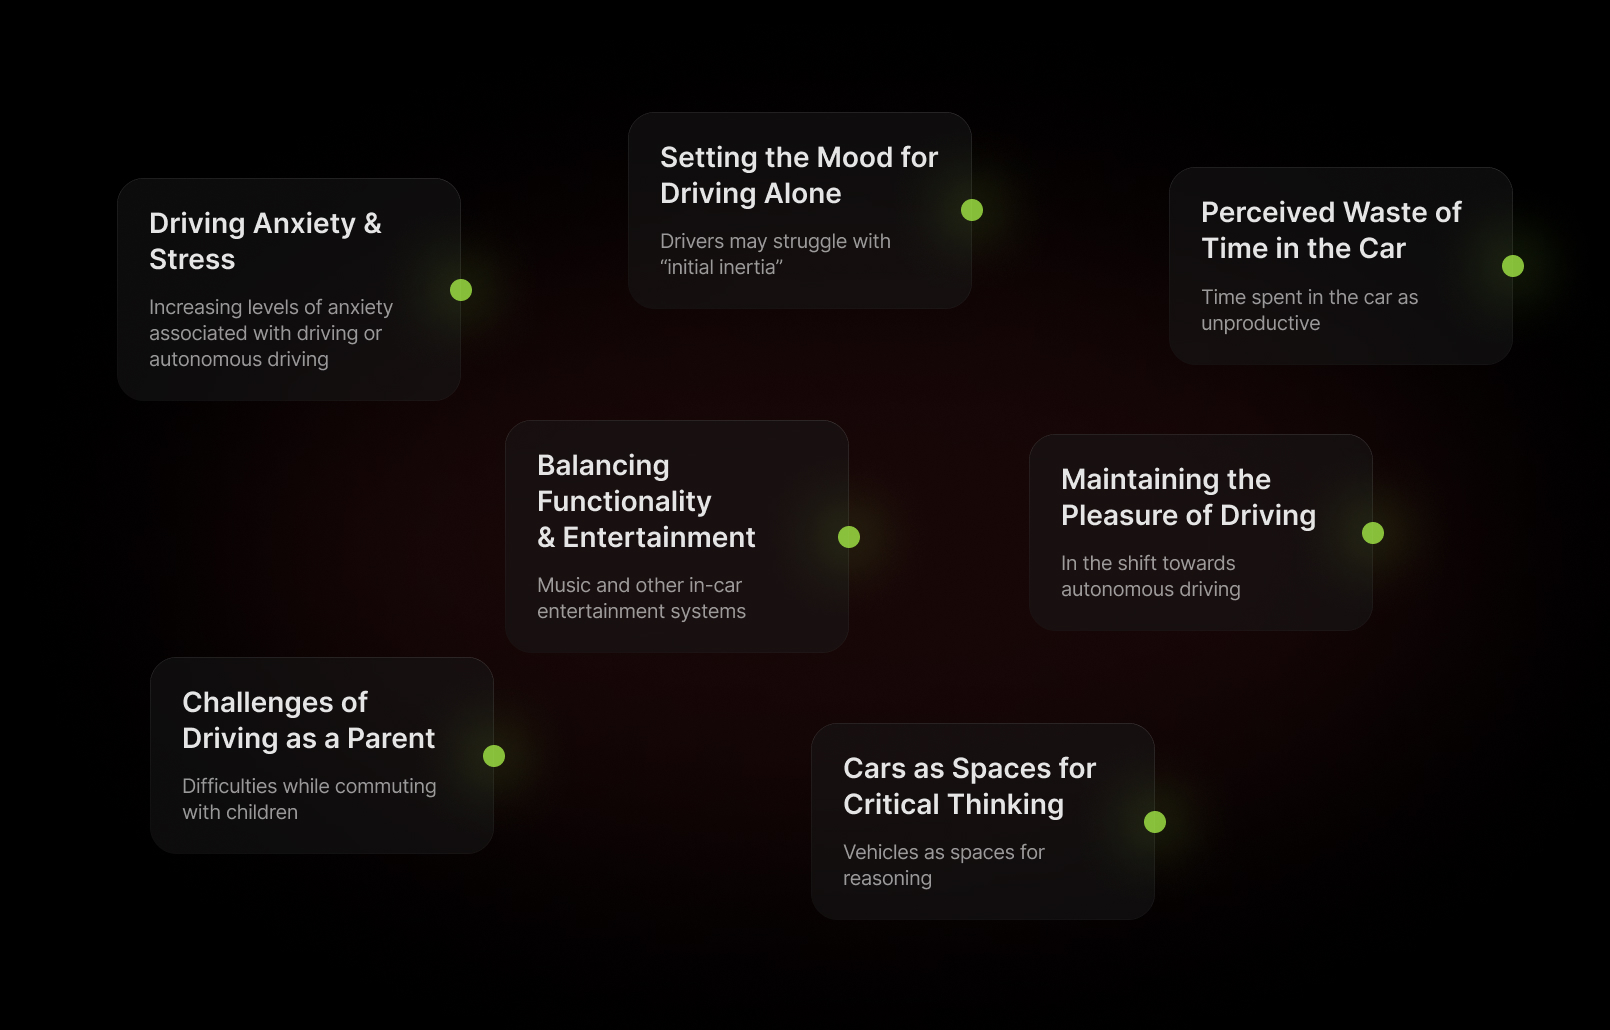 Setting the Mood for
Driving Alone
Drivers may struggle with
“initial inertia”
Perceived Waste of
Time in the Car
Time spent in the car as
unproductive
Driving Anxiety &
Stress
Increasing levels of anxiety
associated with driving or
autonomous driving
Balancing
Functionality
& Entertainment
Music and other in-car
entertainment systems
Maintaining the
Pleasure of Driving
In the shift towards
autonomous driving
Challenges of
Driving as a Parent
Difficulties while commuting
with children
Cars as Spaces for
Critical Thinking
Vehicles as spaces for
reasoning